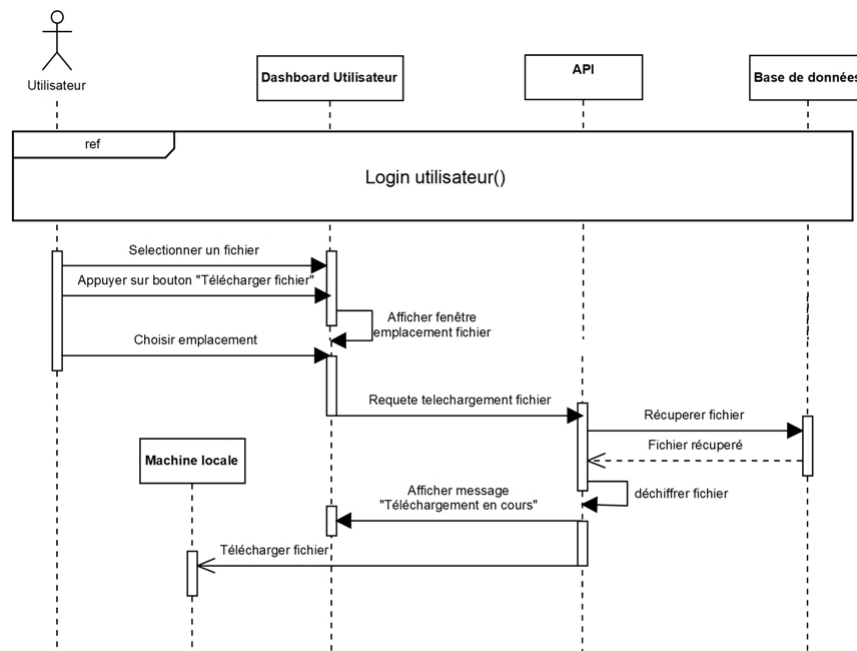 Utilisateur
Dashboard Utilisateur
API
Base de données
ref
Login utilisateur()
Selectionner un fichier
Appuyer sur bouton "Télécharger fichier"
Afficher fenêtre
emplacement fichier
Choisir emplacement
Requete telechargement fichier
Récuperer fichier
Fichier récuperé
Machine locale
Afficher message
"Téléchargement en cours"
déchiffrer fichier
Télécharger fichier